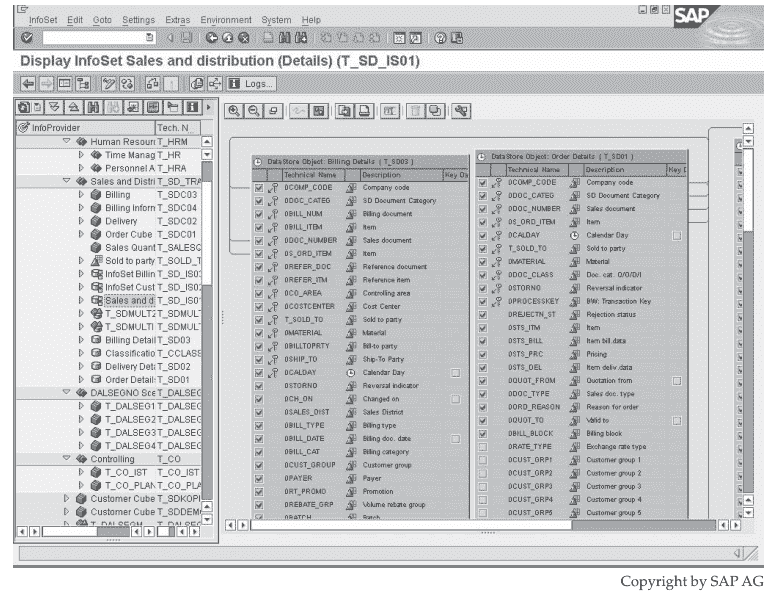 InfoSet Edit Goto Settings Extras Environment System Help
SAP
Display InfoSet Sales and distribution (Details) (T_SD_IS01)
Logs...
InfoProvider Tech. N
Human Resourc T_HRM
Time Manag T_HR
Personnel A T_HRA
Sales and Distri T_SD_TRA
Billing T_SDC03
Billing Inform T_SDC04
Delivery T_SDC02
Order Cube T_SDC01
Sales Quant T_SALESQ
Sold to party T_SOLD_T
InfoSet Billin T_SD_IS03
InfoSet Cust T_SD_IS02
Sales and d T_SD_IS01
T_SDMULT2 T_SDMUL
T_SDMULTI T_SDMUL
Billing Detail T_SD03
Classificatio T_CCLASS
Delivery Det T_SD02
Order Detail: T_SD01
DALSEGNO Sce T_DALSEG
T_DALSEG1 T_DALSEG
T_DALSEG2 T_DALSEG
T_DALSEG3 T_DALSEG
T_DALSEG4 T_DALSEG
Controlling T_CO
T_CO_IST T_CO_IST
T_CO_PLAN T_CO_PLA
Customer Cube T_SDKOPI
Customer Cube T_SDDEM
T_DALSEGM T_DALSEG
DataStore Object: Billing Details ( T_SD03 )
Technical Name Description Key Da
0COMP_CODE Company code
0DOC_CATEG SD Document Category
0BILL_NUM Billing document
0BILL_ITEM Item
0DOC_NUMBER Sales document
0S_ORD_ITEM Item
0REFER_DOC Reference document
0REFER_ITM Reference item
0CO_AREA Controlling area
0COSTCENTER Cost Center
T_SOLD_TO Sold to party
0MATERIAL Material
0BILLTOPRTY Bill-to party
0SHIP_TO Ship-To Party
0CALDAY Calendar Day
0STORNO Reversal indicator
0CH_ON Changed on
0SALES_DIST Sales District
0BILL_TYPE Billing type
0BILL_DATE Billing doc. date
0BILL_CAT Billing category
0CUST_GROUP Customer group
0PAYER Payer
0RT_PROMO Promotion
0REBATE_GRP Volume rebate group
0BATCH Batch
DataStore Object: Order Details ( T_SD01 )
Technical Name Description Key D
0COMP_CODE Company code
0DOC_CATEG SD Document Category
0DOC_NUMBER Sales document
0S_ORD_ITEM Item
0CALDAY Calendar Day
T_SOLD_TO Sold to party
0MATERIAL Material
0DOC_CLASS Doc. cat. Q/O/D/I
0STORNO Reversal indicator
0PROCESSKEY BW: Transaction Key
0REJECTN_ST Rejection status
0STS_ITM Item
0STS_BILL Item bill.data
0STS_PRC Pricing
0STS_DEL Item deliv.data
0QUOT_FROM Quotation from
0DOC_TYPE Sales doc. type
0ORD_REASON Reason for order
0QUOT_TO Valid to
0BILL_BLOCK Billing block
0RATE_TYPE Exchange rate type
0CUST_GRP1 Customer group 1
0CUST_GRP2 Customer group 2
0CUST_GRP3 Customer group 3
0CUST_GRP4 Customer group 4
0CUST_GRP5 Customer group 5
Copyright by SAP AG